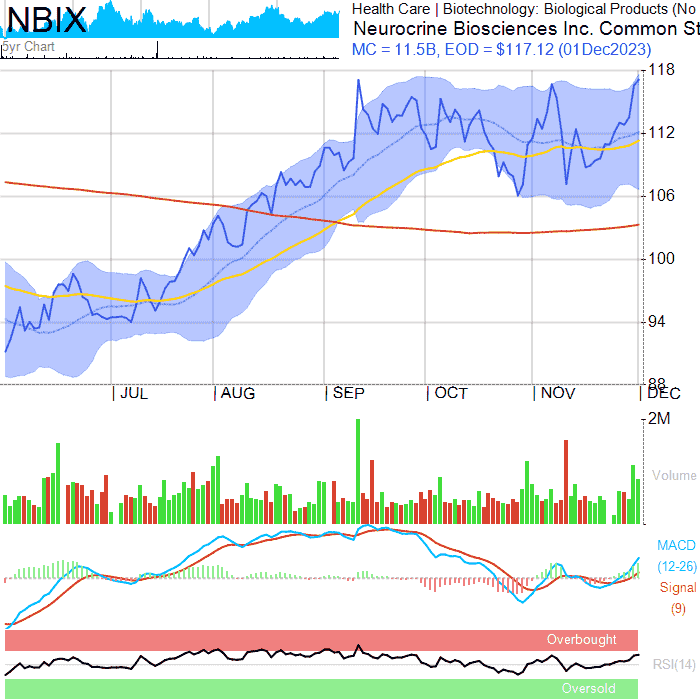 NBIX
5yr Chart
Health Care | Biotechnology: Biological Products (No
Neurocrine Biosciences Inc. Common St
MC = 11.5B, EOD = $117.12 (01Dec2023)
118
112
106
100
94
88
JUL
AUG
SEP
OCT
NOV
DEC
2M
Volume
MACD
(12-26)
Signal
(9)
Overbought
RSI(14)
Oversold